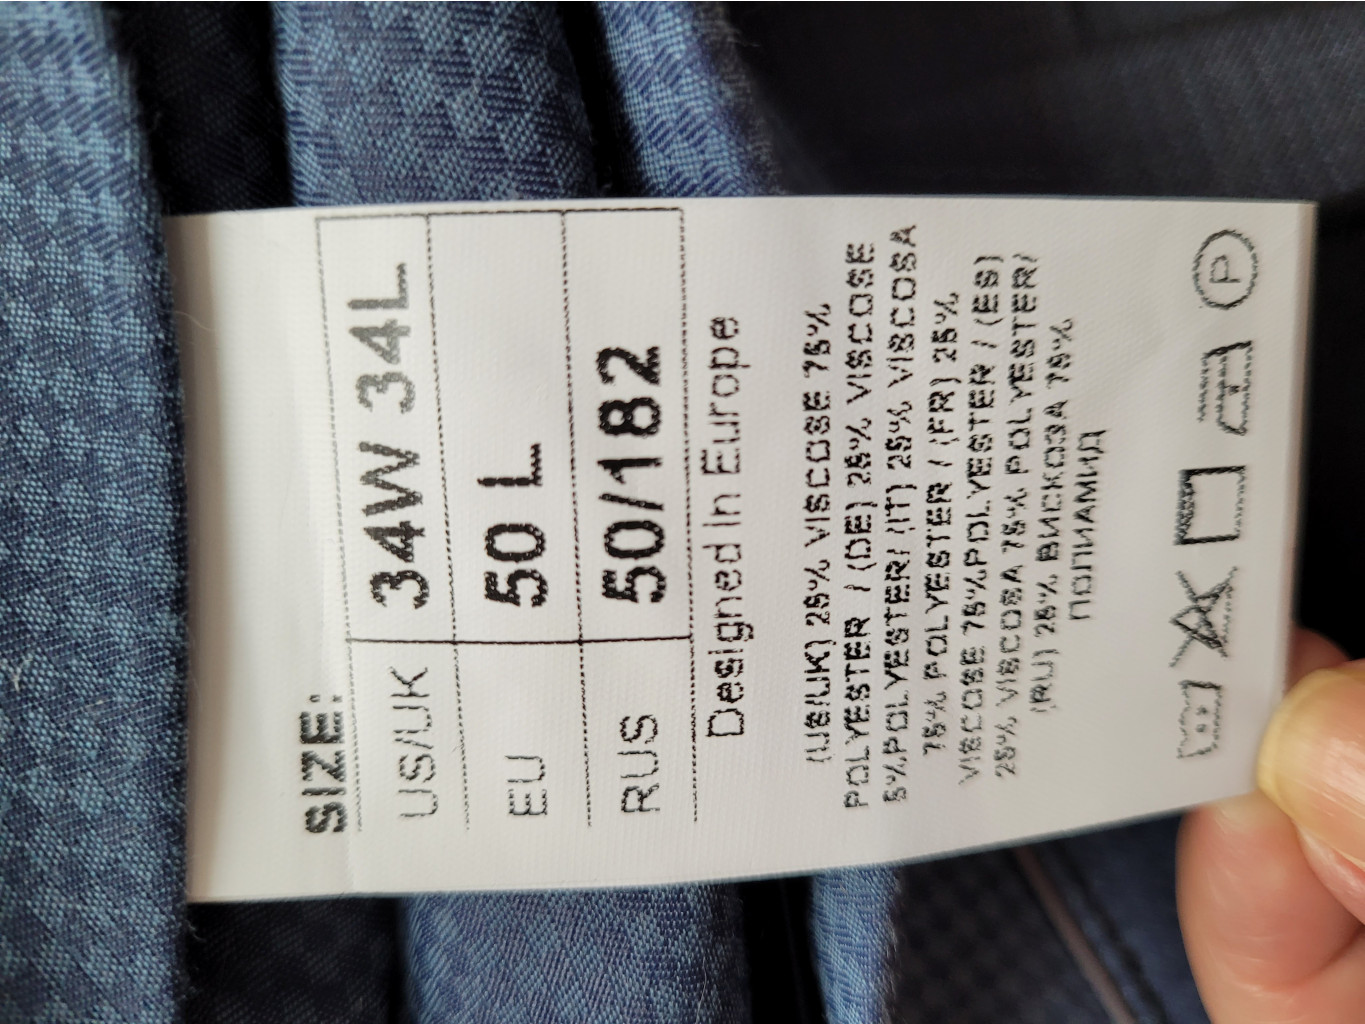 SIZE:
US/UK 34W 34L
EU 50 L
RUS 50/182
Designed in Europe
(US/UK) 25% VISCOSE 75%
POLYESTER / (DE) 25% VISCOSE
5%POLYESTER/ (IT) 25% VISCOSA
75% POLYESTER / (FR) 25%
VISCOSE 75%POLYESTER / (ES)
25% VISCOSA 75% POLYESTER/
(RU) 25% ВИСКОЗА 75%
ПОЛИАМИД
P